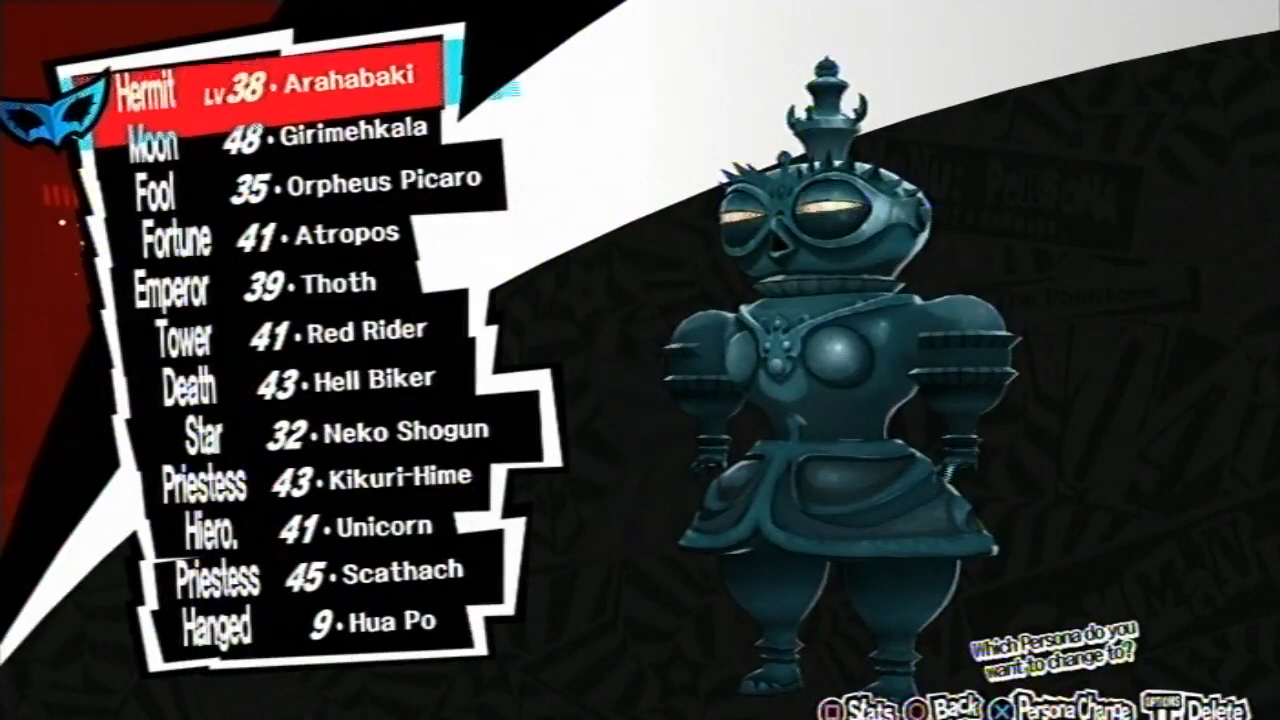 Hermit LV38・Arahabaki
Moon 48・Girimehkala
Fool 35・Orpheus Picaro
Fortune 41・Atropos
Emperor 39・Thoth
Tower 41・Red Rider
Death 43・Hell Biker
Star 32・Neko Shogun
Priestess 43・Kikuri-Hime
Hiero. 41・Unicorn
Priestess 45・Scathach
Hanged 9・Hua Po
Which Persona do you
want to change to?
Stats Back Persona Change OPTIONS Delete